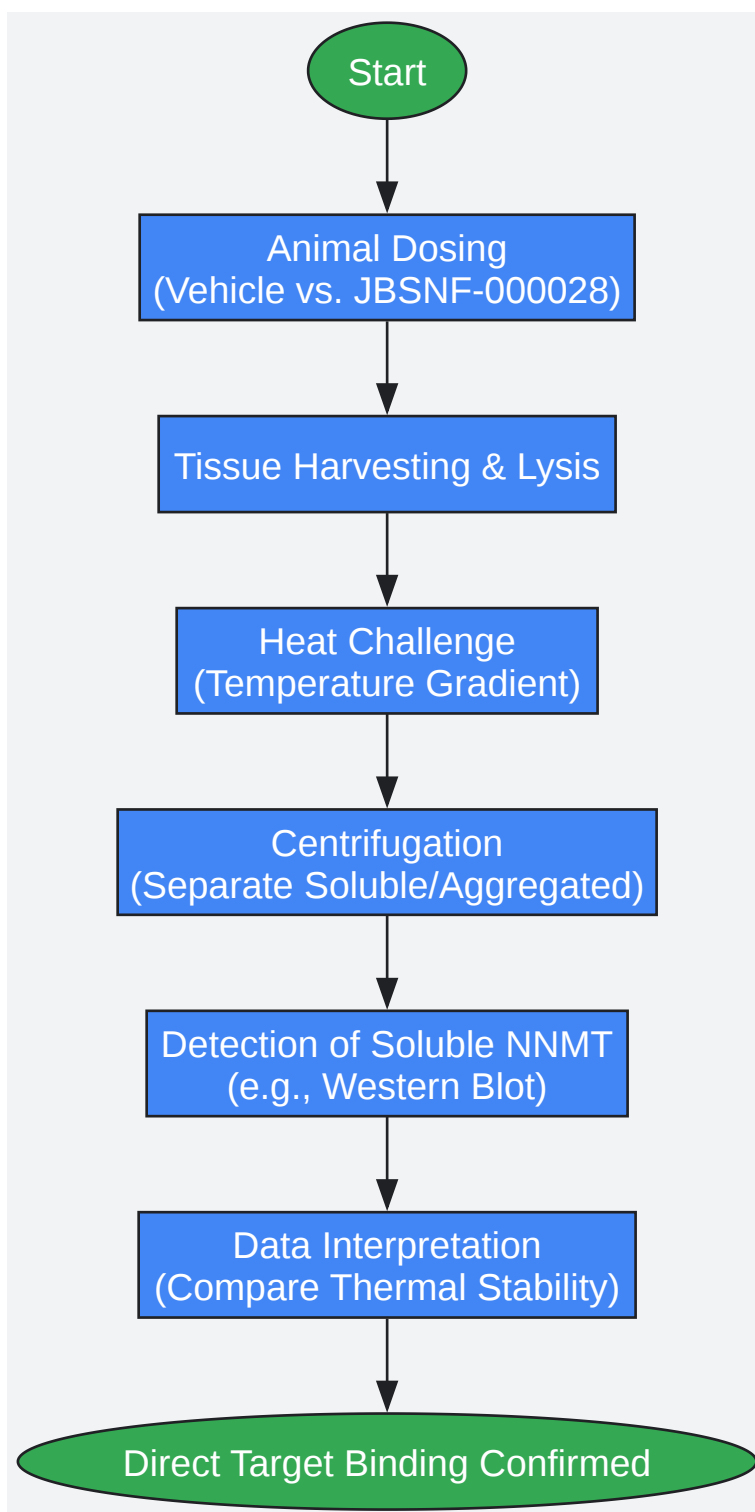 Start
Animal Dosing
(Vehicle vs. JBSNF-000028)
Tissue Harvesting & Lysis
Heat Challenge
(Temperature Gradient)
Centrifugation
(Separate Soluble/Aggregated)
Detection of Soluble NNMT
(e.g., Western Blot)
Data Interpretation
(Compare Thermal Stability)
Direct Target Binding Confirmed